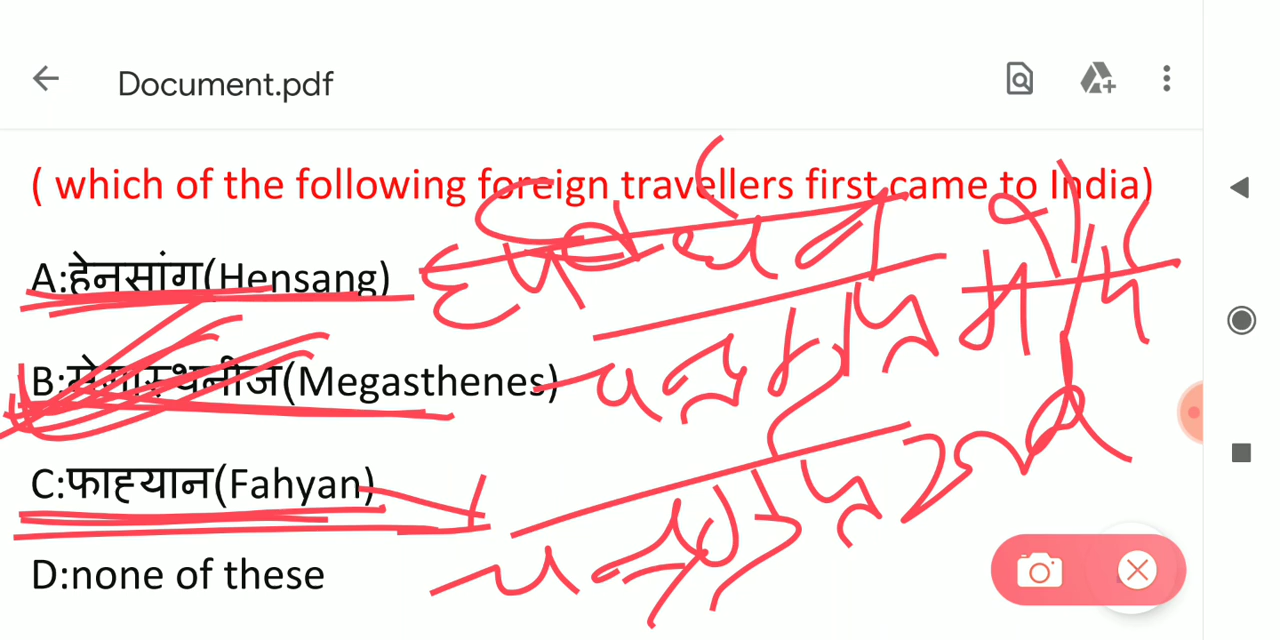 Document.pdf
( which of the following foreign travellers first came to India)
A:हेनसांग(Hensang) हर्षवर्धन
B:मेगास्थनीज(Megasthenes) चन्द्रगुप्त मौर्य
C:फाह्यान(Fahyan) चन्द्रगुप्त
D:none of these